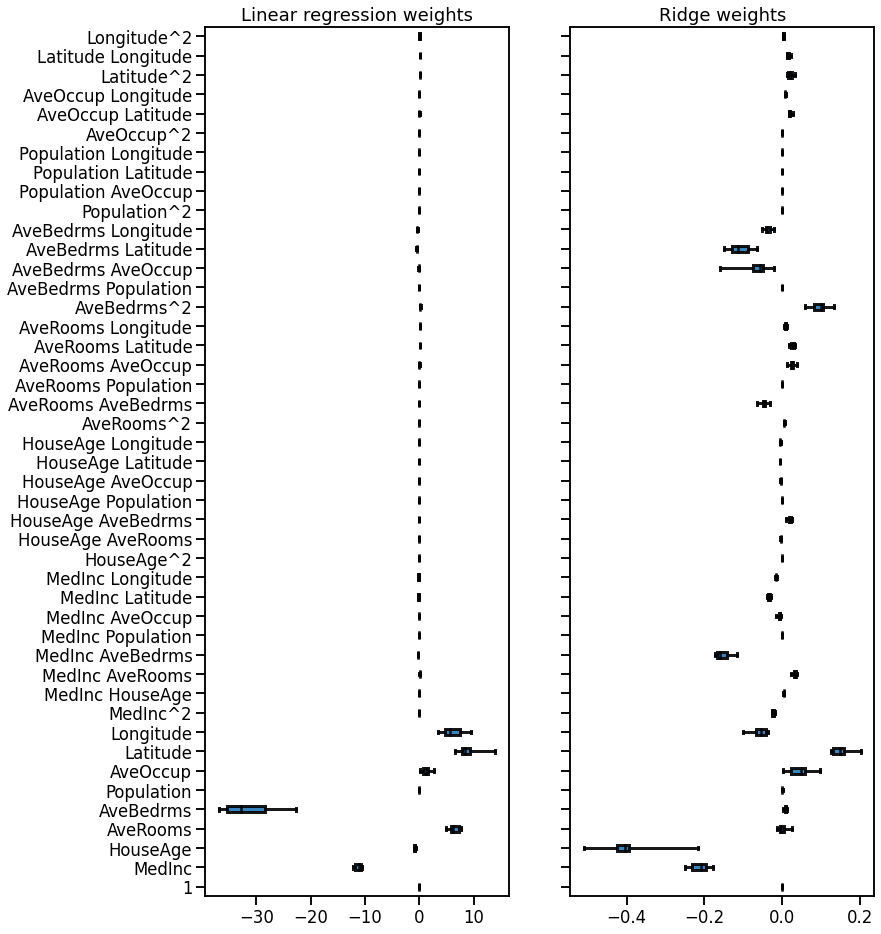 Linear regression weights
Ridge weights
Longitude^2
Latitude Longitude
Latitude^2
AveOccup Longitude
AveOccup Latitude
AveOccup^2
Population Longitude
Population Latitude
Population AveOccup
Population^2
AveBedrms Longitude
AveBedrms Latitude
AveBedrms AveOccup
AveBedrms Population
AveBedrms^2
AveRooms Longitude
AveRooms Latitude
AveRooms AveOccup
AveRooms Population
AveRooms AveBedrms
AveRooms^2
HouseAge Longitude
HouseAge Latitude
HouseAge AveOccup
HouseAge Population
HouseAge AveBedrms
HouseAge AveRooms
HouseAge^2
MedInc Longitude
MedInc Latitude
MedInc AveOccup
MedInc Population
MedInc AveBedrms
MedInc AveRooms
MedInc HouseAge
MedInc^2
Longitude
Latitude
AveOccup
Population
AveBedrms
AveRooms
HouseAge
MedInc
1
−30 −20 −10 0 10
−0.4 −0.2 0.0 0.2